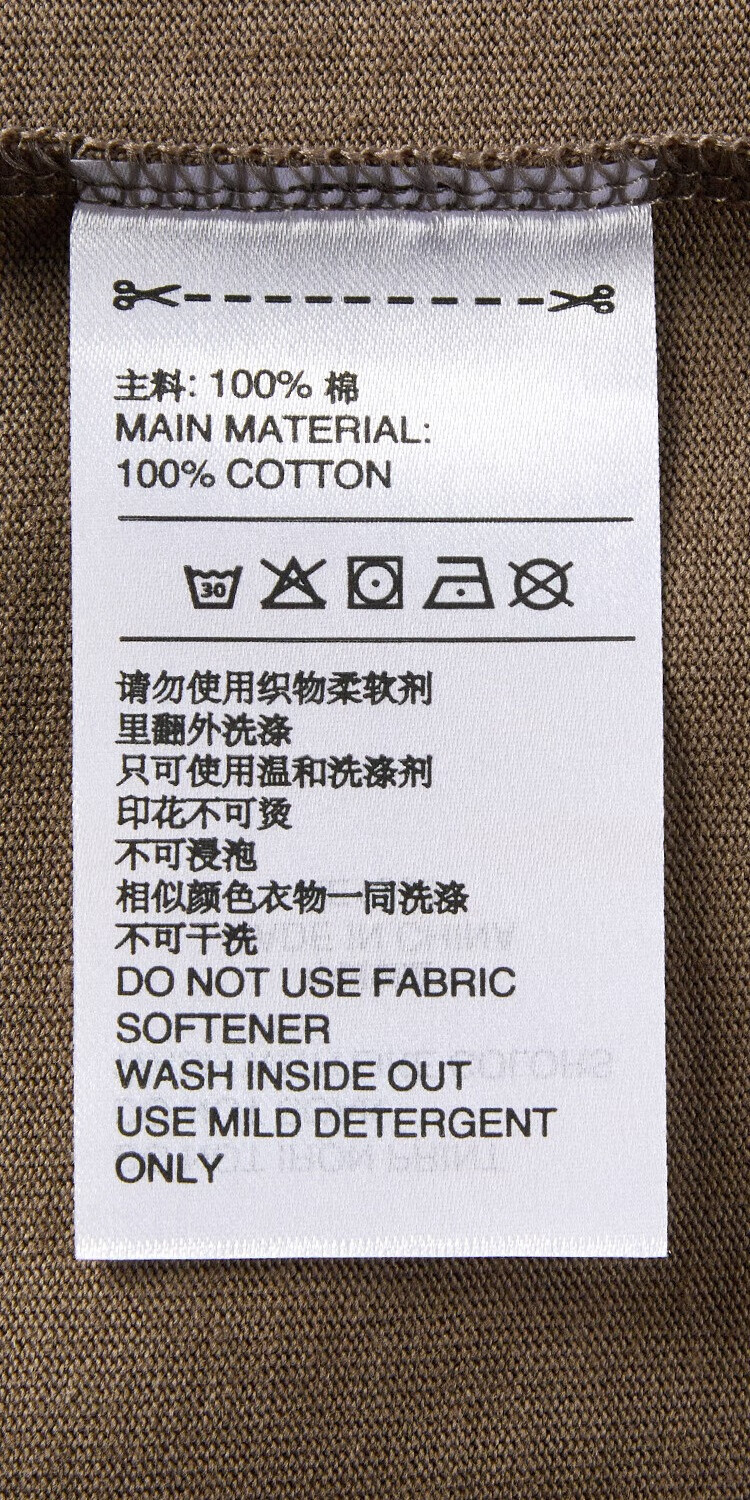 主料: 100% 棉
MAIN MATERIAL:
100% COTTON
30
请勿使用织物柔软剂
里翻外洗涤
只可使用温和洗涤剂
印花不可烫
不可浸泡
相似颜色衣物一同洗涤
不可干洗
DO NOT USE FABRIC
SOFTENER
WASH INSIDE OUT
USE MILD DETERGENT
ONLY